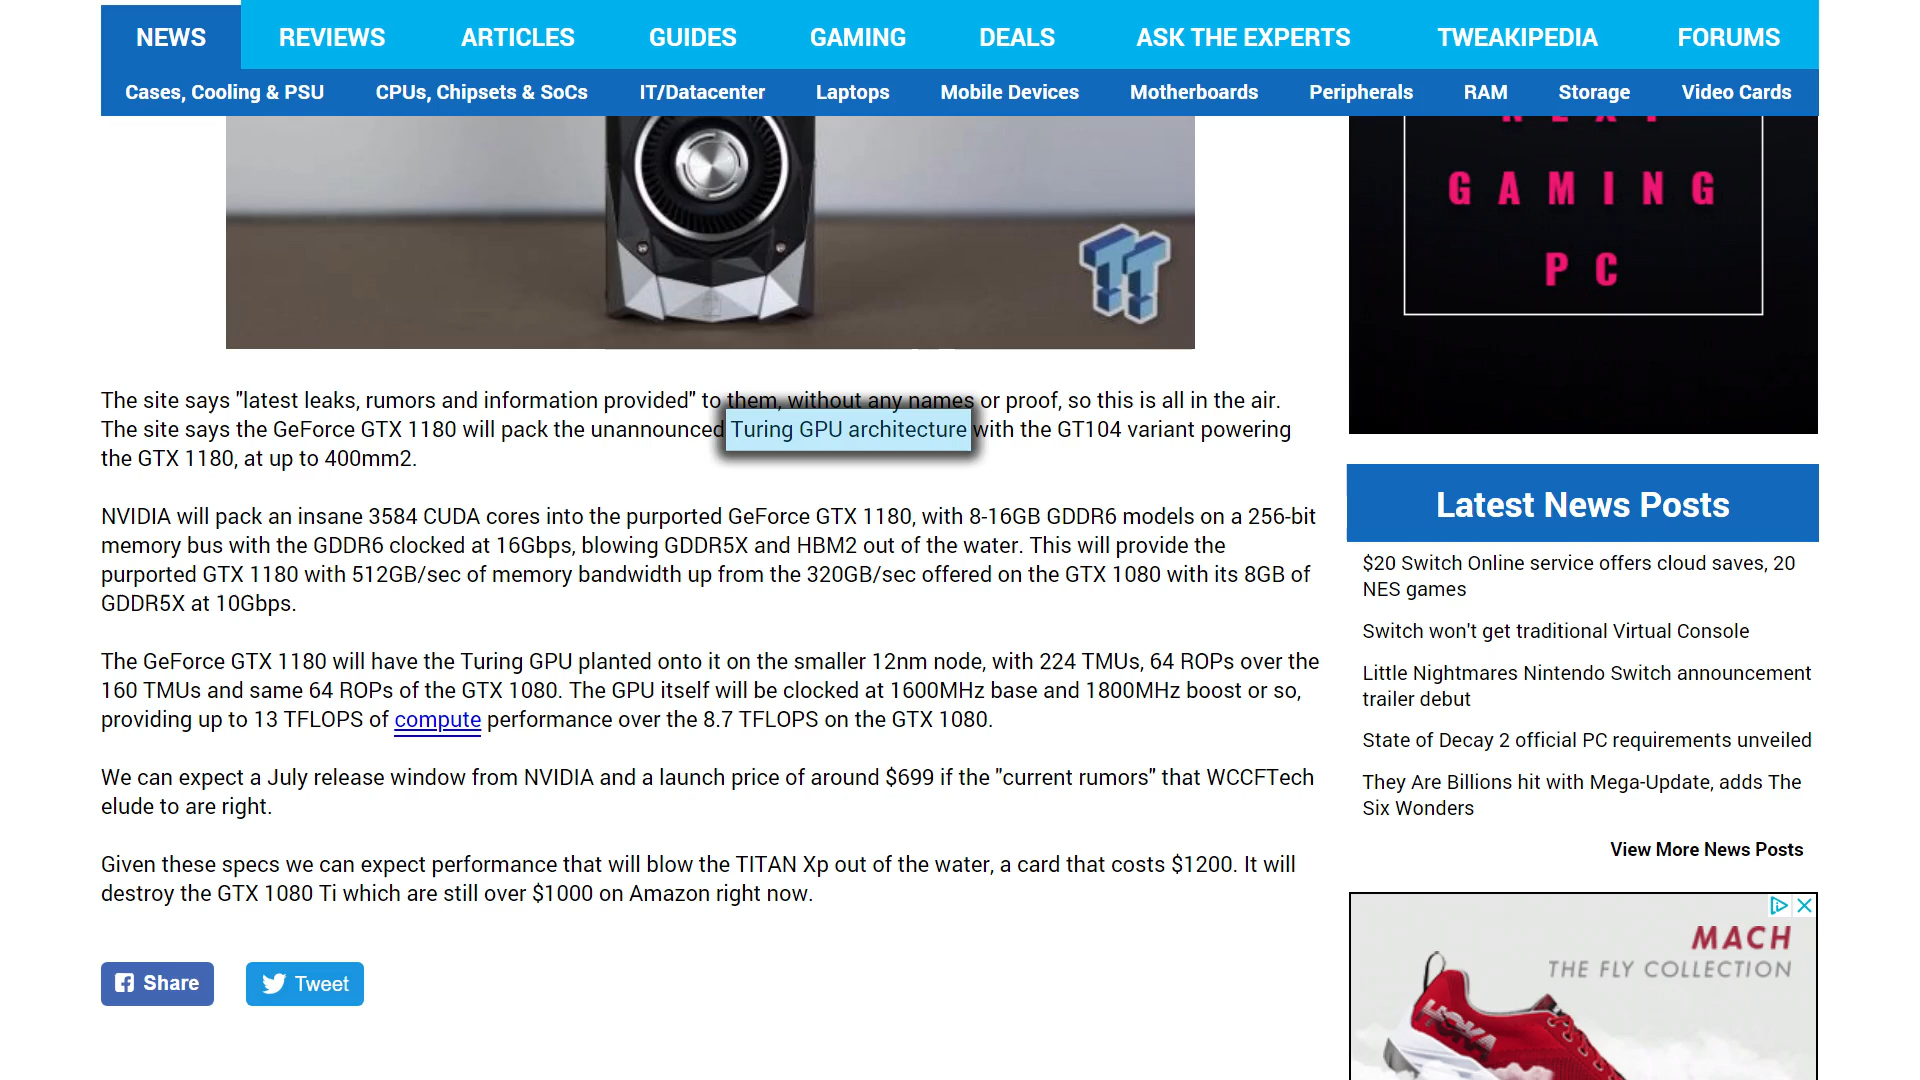 NEWS REVIEWS ARTICLES GUIDES GAMING DEALS ASK THE EXPERTS TWEAKIPEDIA FORUMS
Cases, Cooling & PSU CPUs, Chipsets & SoCs IT/Datacenter Laptops Mobile Devices Motherboards Peripherals RAM Storage Video Cards
The site says "latest leaks, rumors and information provided" to them, without any names or proof, so this is all in the air.
The site says the GeForce GTX 1180 will pack the unannounced Turing GPU architecture with the GT104 variant powering
the GTX 1180, at up to 400mm2.
NVIDIA will pack an insane 3584 CUDA cores into the purported GeForce GTX 1180, with 8-16GB GDDR6 models on a 256-bit
memory bus with the GDDR6 clocked at 16Gbps, blowing GDDR5X and HBM2 out of the water. This will provide the
purported GTX 1180 with 512GB/sec of memory bandwidth up from the 320GB/sec offered on the GTX 1080 with its 8GB of
GDDR5X at 10Gbps.
The GeForce GTX 1180 will have the Turing GPU planted onto it on the smaller 12nm node, with 224 TMUs, 64 ROPs over the
160 TMUs and same 64 ROPs of the GTX 1080. The GPU itself will be clocked at 1600MHz base and 1800MHz boost or so,
providing up to 13 TFLOPS of compute performance over the 8.7 TFLOPS on the GTX 1080.
We can expect a July release window from NVIDIA and a launch price of around $699 if the "current rumors" that WCCFTech
elude to are right.
Given these specs we can expect performance that will blow the TITAN Xp out of the water, a card that costs $1200. It will
destroy the GTX 1080 Ti which are still over $1000 on Amazon right now.
Share Tweet
NEXT
GAMING
PC
Latest News Posts
$20 Switch Online service offers cloud saves, 20
NES games
Switch won't get traditional Virtual Console
Little Nightmares Nintendo Switch announcement
trailer debut
State of Decay 2 official PC requirements unveiled
They Are Billions hit with Mega-Update, adds The
Six Wonders
View More News Posts
MACH
THE FLY COLLECTION
HOKA